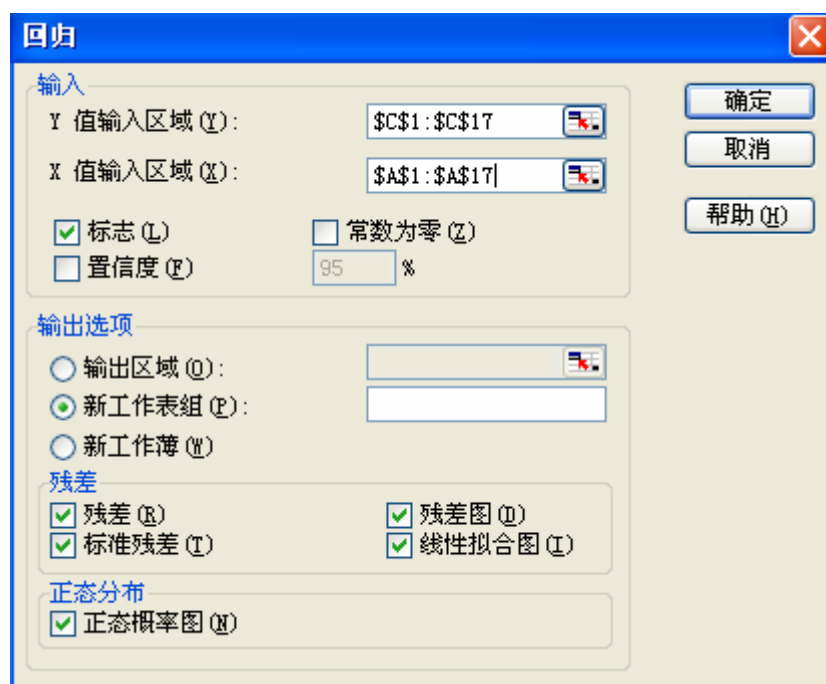 回归
输入
Y 值输入区域(Y):
$C$1:$C$17
X 值输入区域(X):
$A$1:$A$17
标志(L)
常数为零(Z)
置信度(F)
95
%
确定
取消
帮助(H)
输出选项
输出区域(O):
新工作表组(P):
新工作薄(W)
残差
残差(R)
残差图(D)
标准残差(T)
线性拟合图(I)
正态分布
正态概率图(N)